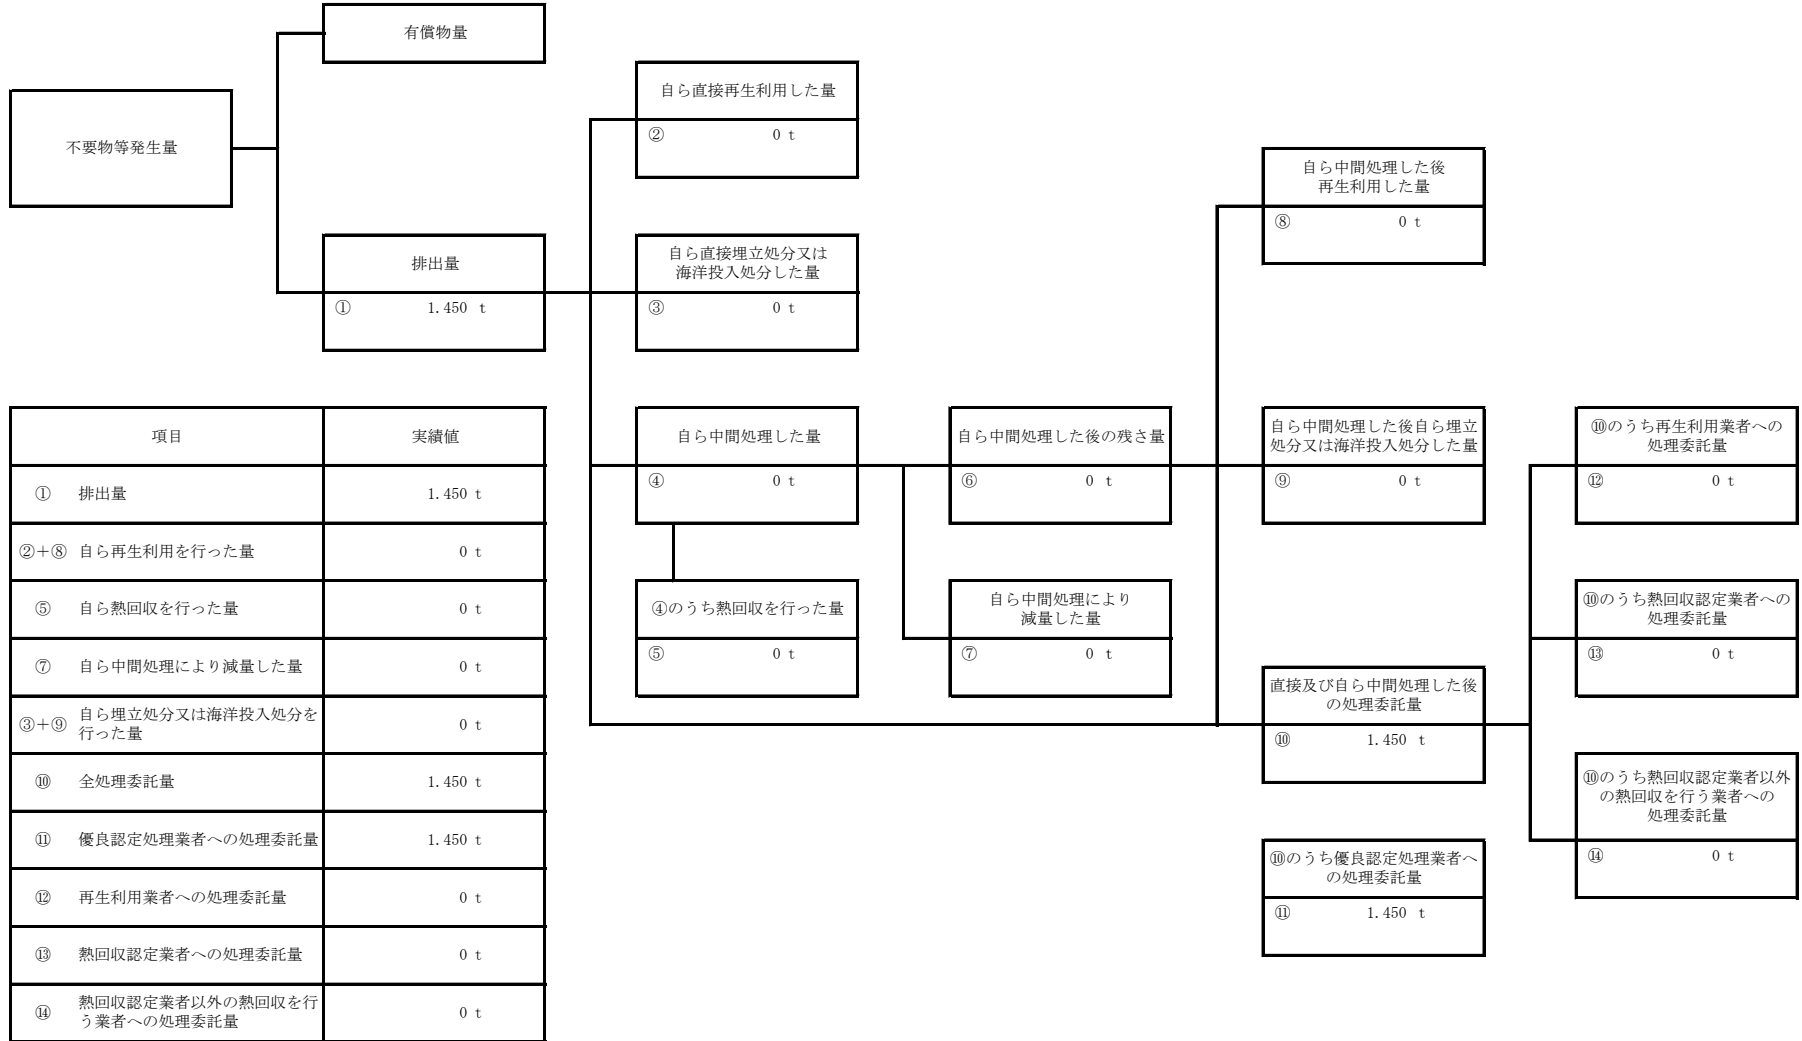 有償物量
不要物等発生量
排出量
① 1.450 t
自ら直接再生利用した量
② 0 t
自ら直接埋立処分又は
海洋投入処分した量
③ 0 t
自ら中間処理した量
④ 0 t
④のうち熱回収を行った量
⑤ 0 t
自ら中間処理した後の残さ量
⑥ 0 t
自ら中間処理により
減量した量
⑦ 0 t
自ら中間処理した後
再生利用した量
⑧ 0 t
自ら中間処理した後自ら埋立
処分又は海洋投入処分した量
⑨ 0 t
直接及び自ら中間処理した後
の処理委託量
⑩ 1.450 t
⑩のうち優良認定処理業者へ
の処理委託量
⑪ 1.450 t
⑩のうち再生利用業者への
処理委託量
⑫ 0 t
⑩のうち熱回収認定業者への
処理委託量
⑬ 0 t
⑩のうち熱回収認定業者以外
の熱回収を行う業者への
処理委託量
⑭ 0 t
項目 実績値
① 排出量 1.450 t
②+⑧ 自ら再生利用を行った量 0 t
⑤ 自ら熱回収を行った量 0 t
⑦ 自ら中間処理により減量した量 0 t
③+⑨ 自ら埋立処分又は海洋投入処分を
行った量 0 t
⑩ 全処理委託量 1.450 t
⑪ 優良認定処理業者への処理委託量 1.450 t
⑫ 再生利用業者への処理委託量 0 t
⑬ 熱回収認定業者への処理委託量 0 t
⑭ 熱回収認定業者以外の熱回収を行
う業者への処理委託量 0 t